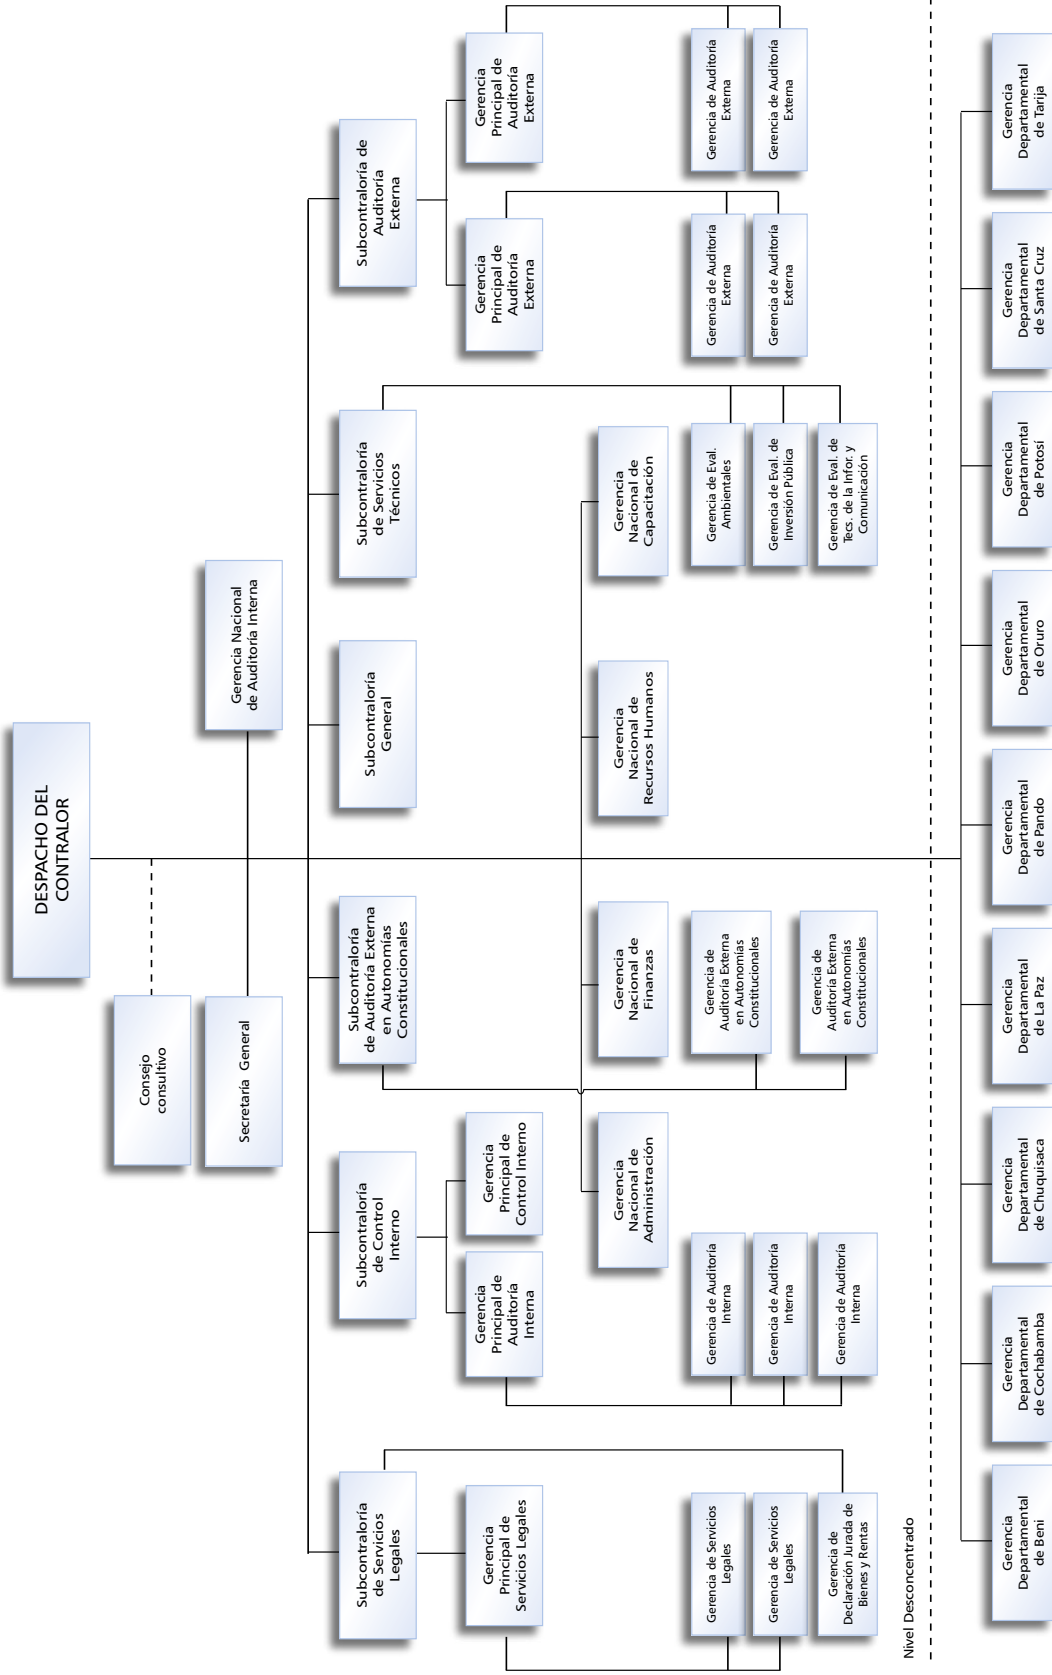 DESPACHO DEL
CONTRALOR
Consejo
consultivo
Secretaría General
Gerencia Nacional
de Auditoría Interna
Subcontraloría
de Servicios
Legales
Subcontraloría
de Control
Interno
Subcontraloría
de Auditoría Externa
en Autonomías
Constitucionales
Subcontraloría
General
Subcontraloría
de Servicios
Técnicos
Subcontraloría de
Auditoría
Externa
Gerencia
Principal de
Servicios Legales
Gerencia
Principal de
Auditoría
Interna
Gerencia
Principal de
Control Interno
Gerencia
Principal de
Auditoría
Externa
Gerencia
Principal de
Auditoría
Externa
Gerencia
Nacional de
Administración
Gerencia
Nacional de
Finanzas
Gerencia
Nacional de
Recursos Humanos
Gerencia
Nacional de
Capacitación
Gerencia de Servicios
Legales
Gerencia de Servicios
Legales
Gerencia de
Declaración Jurada de
Bienes y Rentas
Gerencia de Auditoría
Interna
Gerencia de Auditoría
Interna
Gerencia de Auditoría
Interna
Gerencia de
Auditoría Externa
en Autonomías
Constitucionales
Gerencia de
Auditoría Externa
en Autonomías
Constitucionales
Gerencia de Eval.
Ambientales
Gerencia de Eval. de
Inversión Pública
Gerencia de Eval. de
Tecs. de la Infor. y
Comunicación
Gerencia de Auditoría
Externa
Gerencia de Auditoría
Externa
Gerencia de Auditoría
Externa
Gerencia de Auditoría
Externa
Nivel Desconcentrado
Gerencia
Departamental
de Beni
Gerencia
Departamental
de Cochabamba
Gerencia
Departamental
de Chuquisaca
Gerencia
Departamental
de La Paz
Gerencia
Departamental
de Pando
Gerencia
Departamental
de Oruro
Gerencia
Departamental
de Potosí
Gerencia
Departamental
de Santa Cruz
Gerencia
Departamental
de Tarija